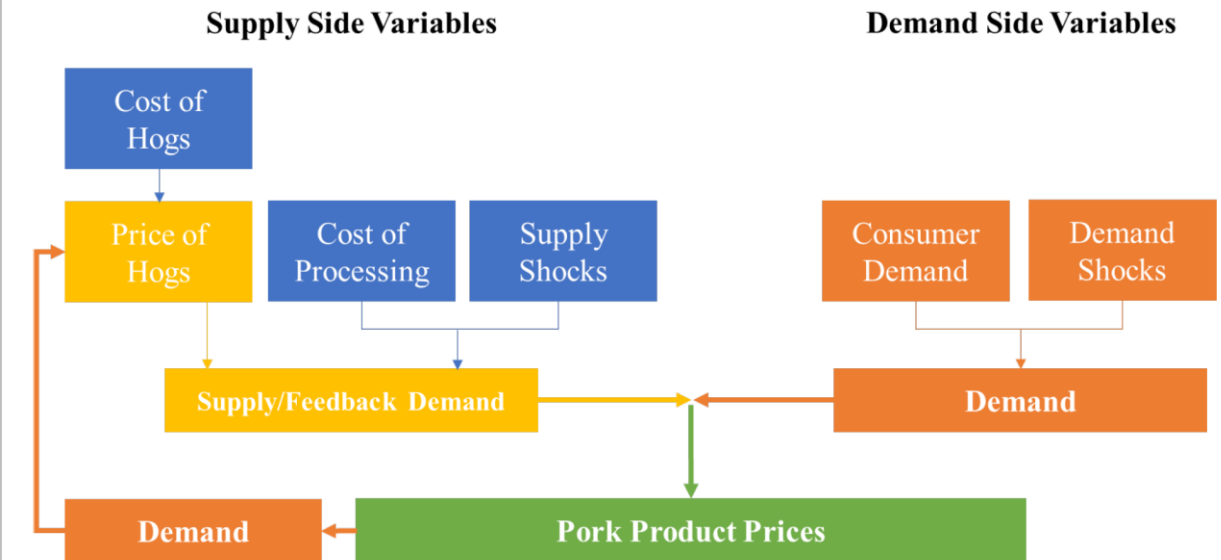 Supply Side Variables
Demand Side Variables
Cost of
Hogs
Price of
Hogs
Cost of
Processing
Supply
Shocks
Consumer
Demand
Demand
Shocks
Supply/Feedback Demand
Demand
Demand
Pork Product Prices